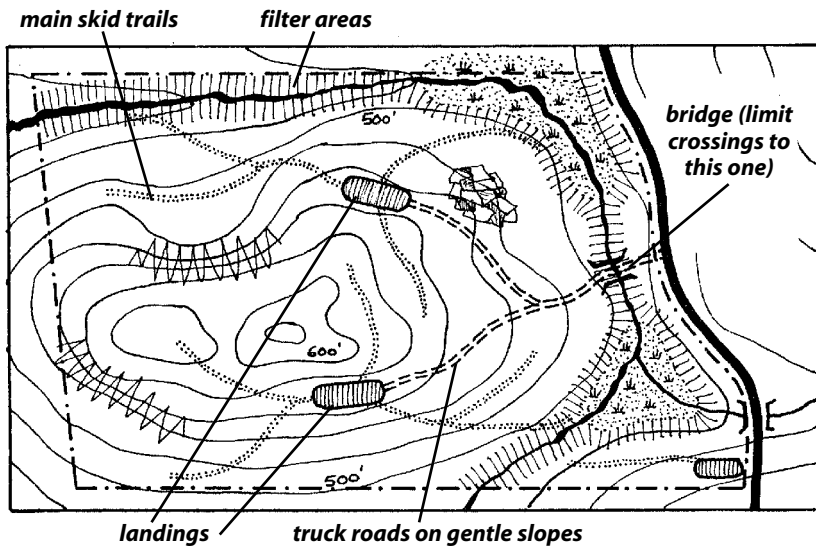 main skid trails
filter areas
bridge (limit
crossings to
this one)
500'
600'
500'
landings
truck roads on gentle slopes